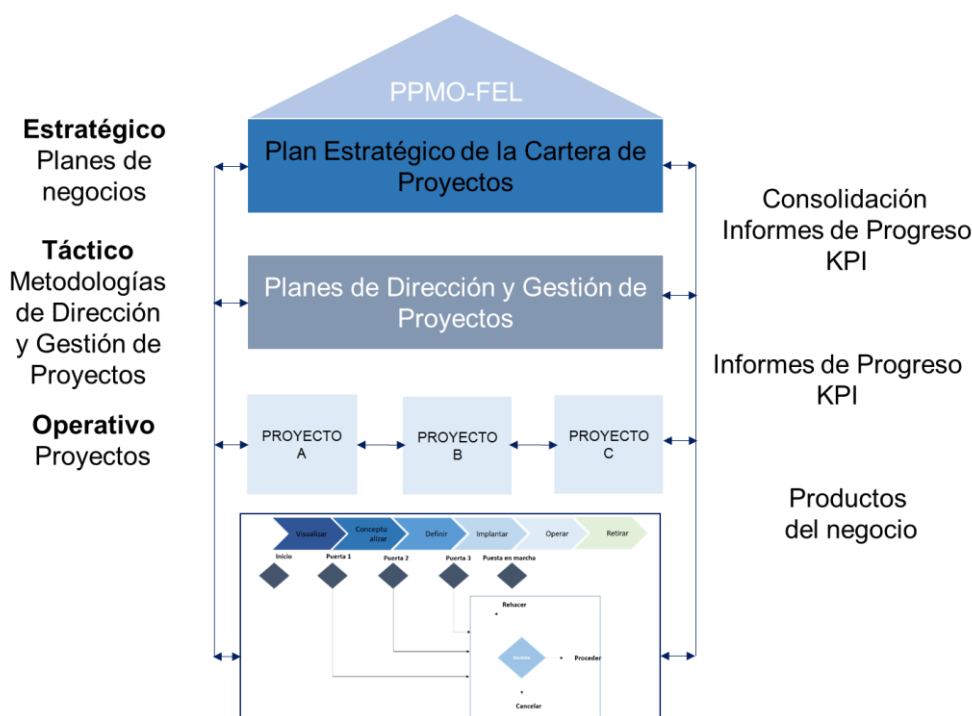 PPMO-FEL
Estratégico
Planes de
negocios
Plan Estratégico de la Cartera de
Proyectos
Consolidación
Informes de Progreso
KPI
Táctico
Metodologías
de Dirección
y Gestión de
Proyectos
Planes de Dirección y Gestión de
Proyectos
Informes de Progreso
KPI
Operativo
Proyectos
PROYECTO
A
PROYECTO
B
PROYECTO
C
Productos
del negocio
Visualizar
Conceptu
alizar
Definir
Implantar
Operar
Retirar
Inicio
Puerta 1
Puerta 2
Puerta 3
Puesta en marcha
Rehacer
Proceder
Cancelar